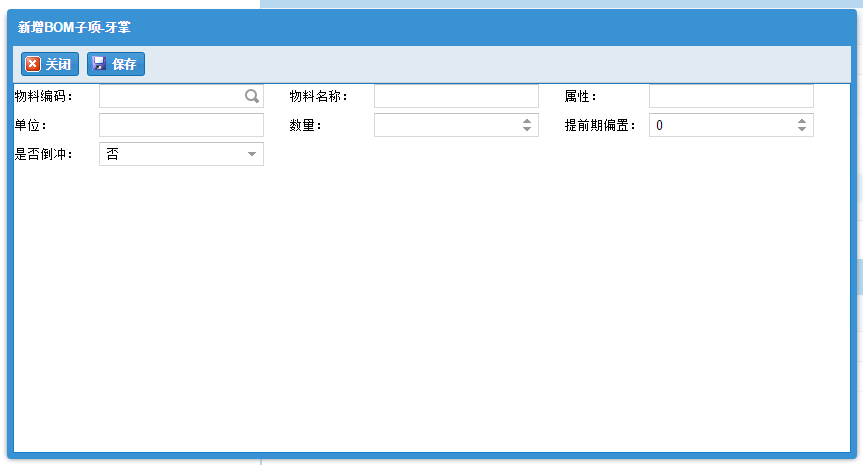 新增BOM子项-牙掌
关闭 保存
物料编码： 物料名称： 属性：
单位： 数量： 提前期偏置： 0
是否倒冲： 否